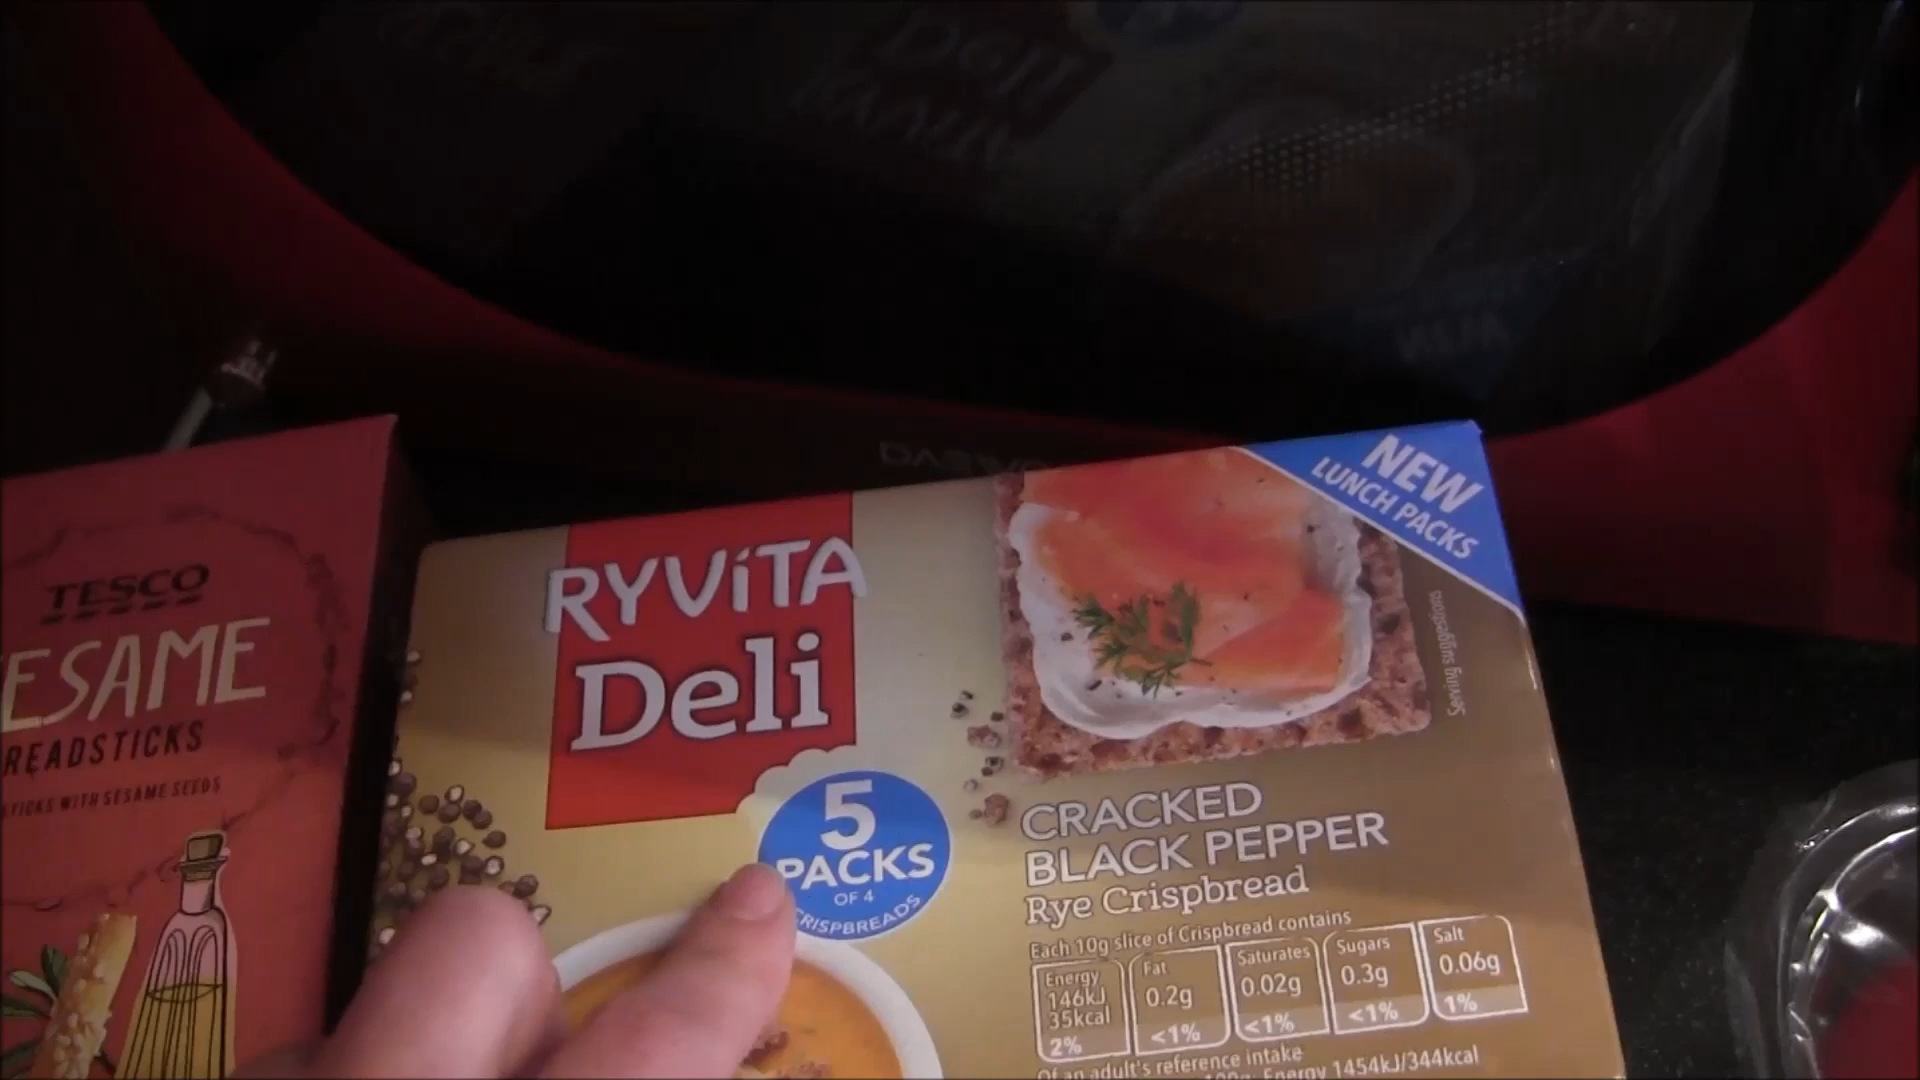 TESCO
ESAME
READSTICKS
STICKS WITH SESAME SEEDS
RYVITA
Deli
5
PACKS
OF 4
CRISPBREADS
NEW
LUNCH PACKS
Serving suggestions
CRACKED
BLACK PEPPER
Rye Crispbread
Each 10g slice of Crispbread contains
Energy
146kJ
35kcal
2%
Fat
0.2g
<1%
Saturates
0.02g
<1%
Sugars
0.3g
<1%
Salt
0.06g
1%
Of an adult's reference intake
100g: Energy 1454kJ/344kcal